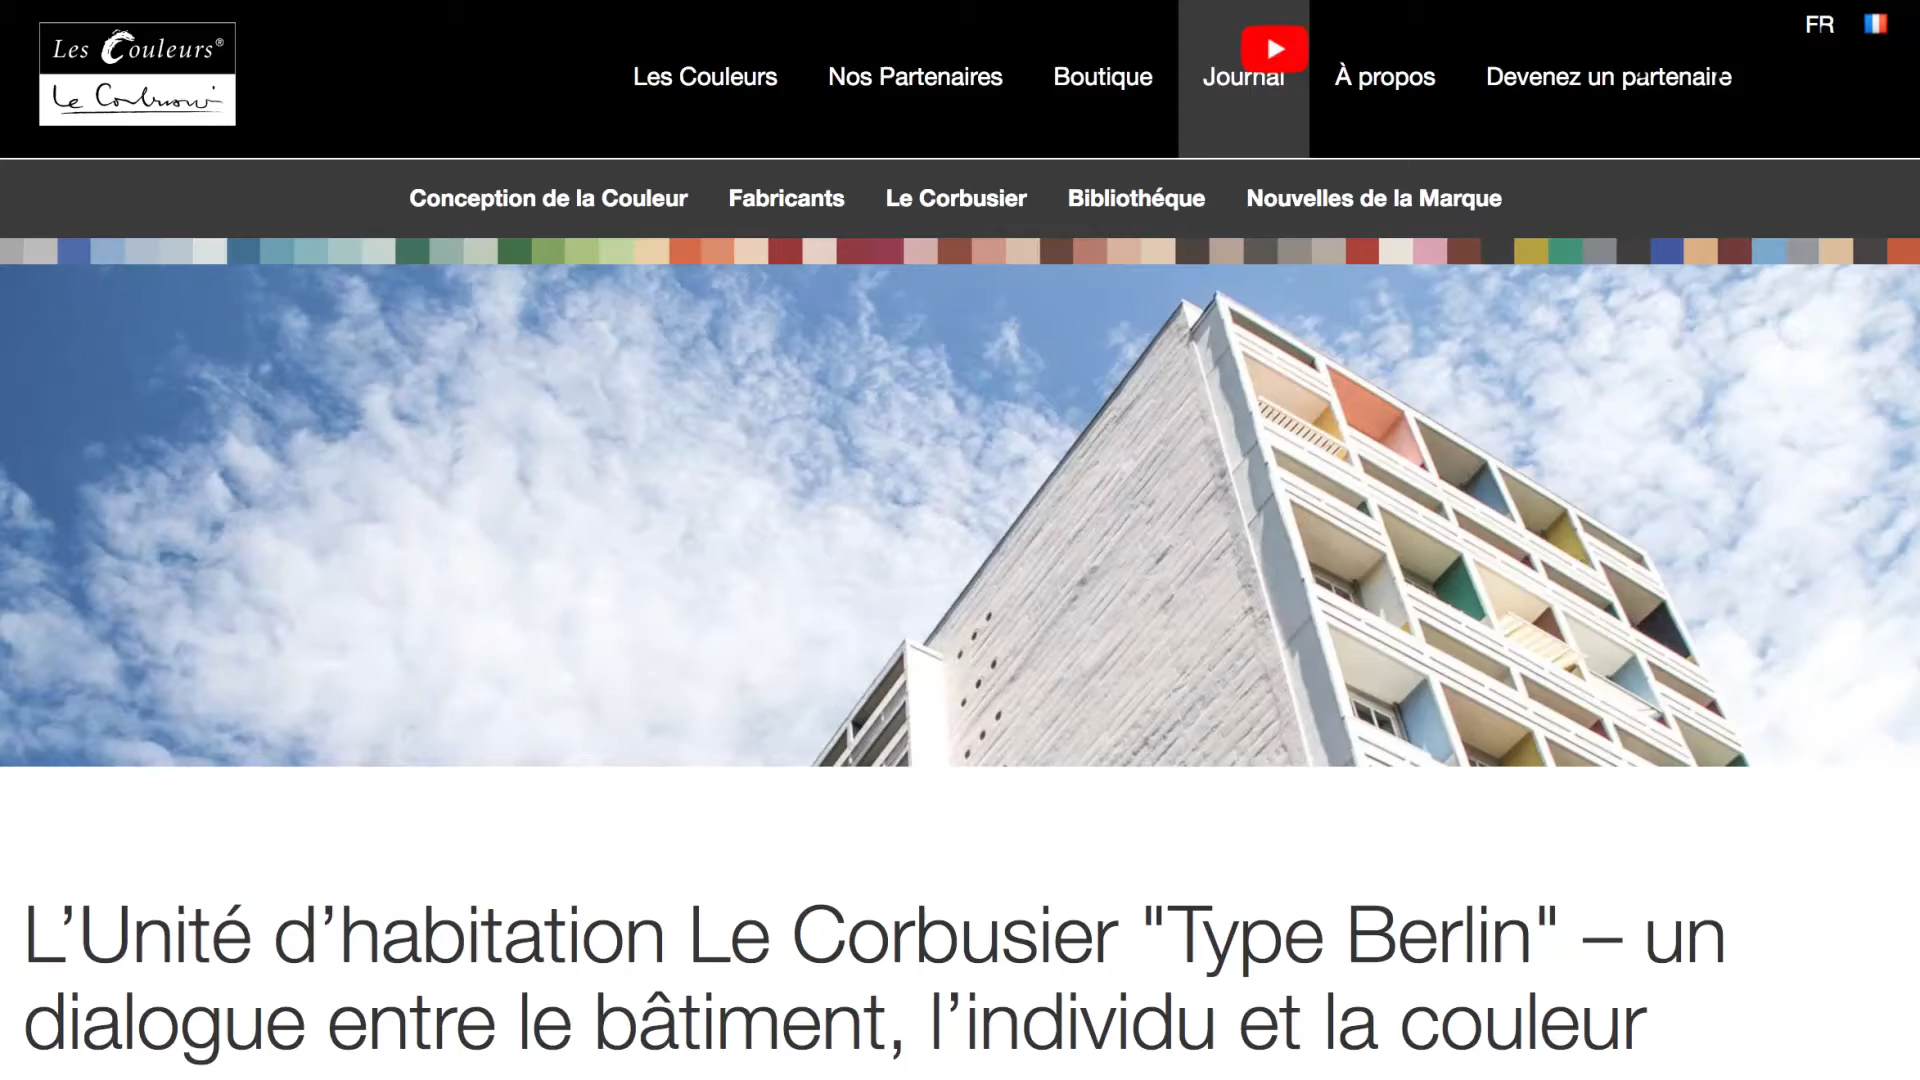 Les Couleurs®
Le Corbusier
FR
Les Couleurs
Nos Partenaires
Boutique
Journal
À propos
Devenez un partenaire
Conception de la Couleur
Fabricants
Le Corbusier
Bibliothéque
Nouvelles de la Marque
L’Unité d’habitation Le Corbusier "Type Berlin" – un
dialogue entre le bâtiment, l’individu et la couleur